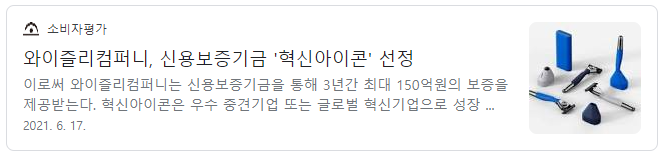 소비자평가
와이즐리컴퍼니, 신용보증기금 '혁신아이콘' 선정
이로써 와이즐리컴퍼니는 신용보증기금을 통해 3년간 최대 150억원의 보증을
제공받는다. 혁신아이콘은 우수 중견기업 또는 글로벌 혁신기업으로 성장 ...
2021. 6. 17.